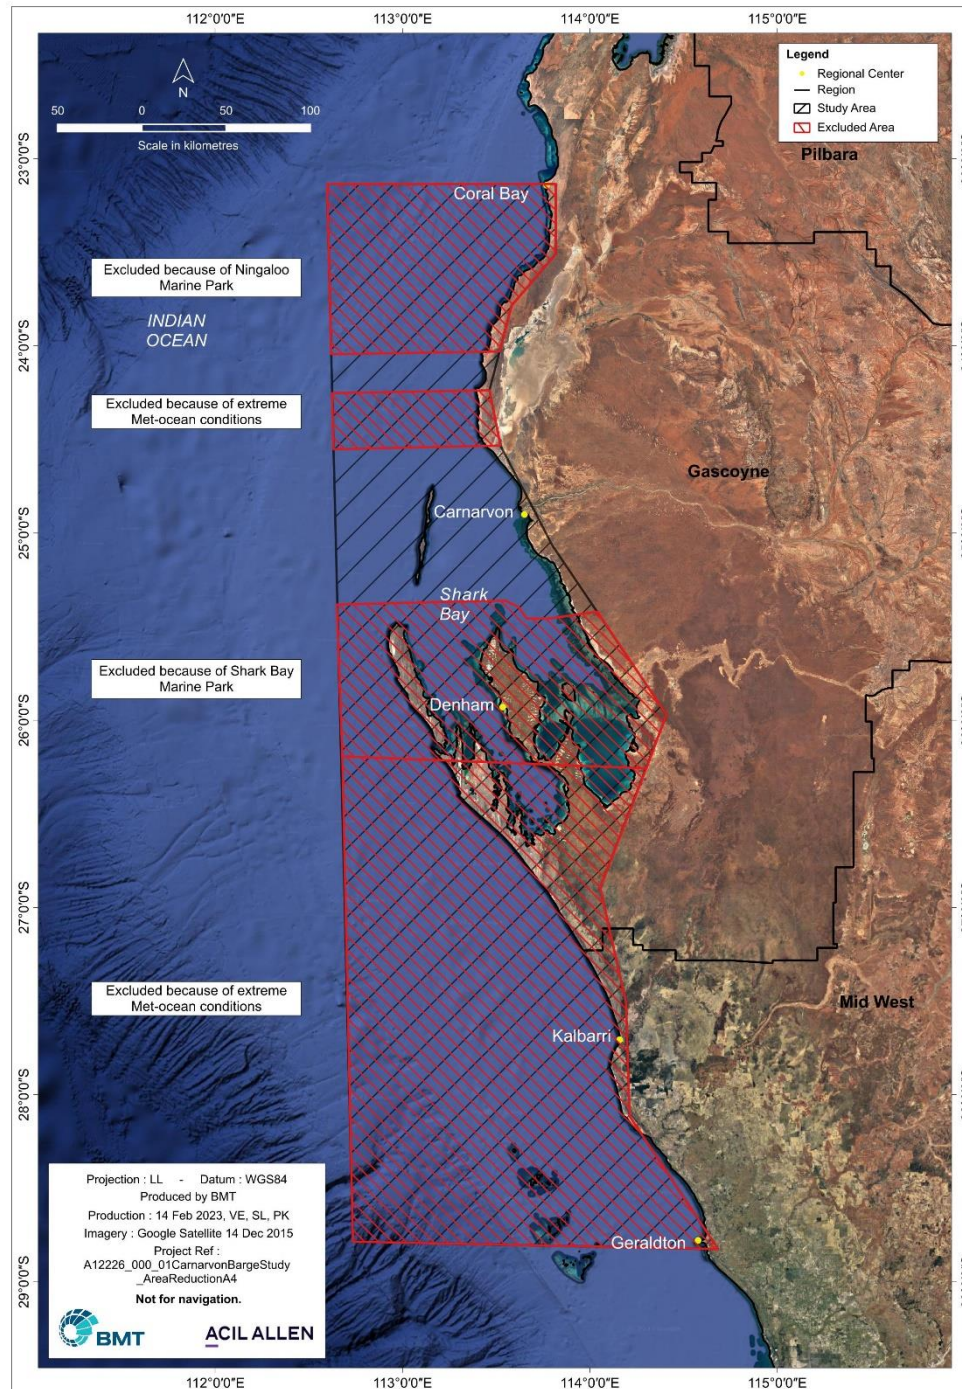 112°0'0"E
113°0'0"E
114°0'0"E
115°0'0"E
N
50
0
50
100
Scale in kilometres
Legend
Regional Center
Region
Study Area
Excluded Area
23°0'0"S
Pilbara
Coral Bay
Excluded because of Ningaloo
Marine Park
INDIAN
OCEAN
24°0'0"S
Excluded because of extreme
Met-ocean conditions
Gascoyne
Carnarvon
25°0'0"S
Shark
Bay
Excluded because of Shark Bay
Marine Park
Denham
26°0'0"S
27°0'0"S
Excluded because of extreme
Met-ocean conditions
Mid West
Kalbarri
28°0'0"S
Projection : LL - Datum : WGS84
Produced by BMT
Production : 14 Feb 2023, VE, SL, PK
Imagery : Google Satellite 14 Dec 2015
Project Ref :
A12226_000_01CarnarvonBargeStudy
_AreaReductionA4
Not for navigation.
BMT
ACIL ALLEN
Geraldton
29°0'0"S
112°0'0"E
113°0'0"E
114°0'0"E
115°0'0"E